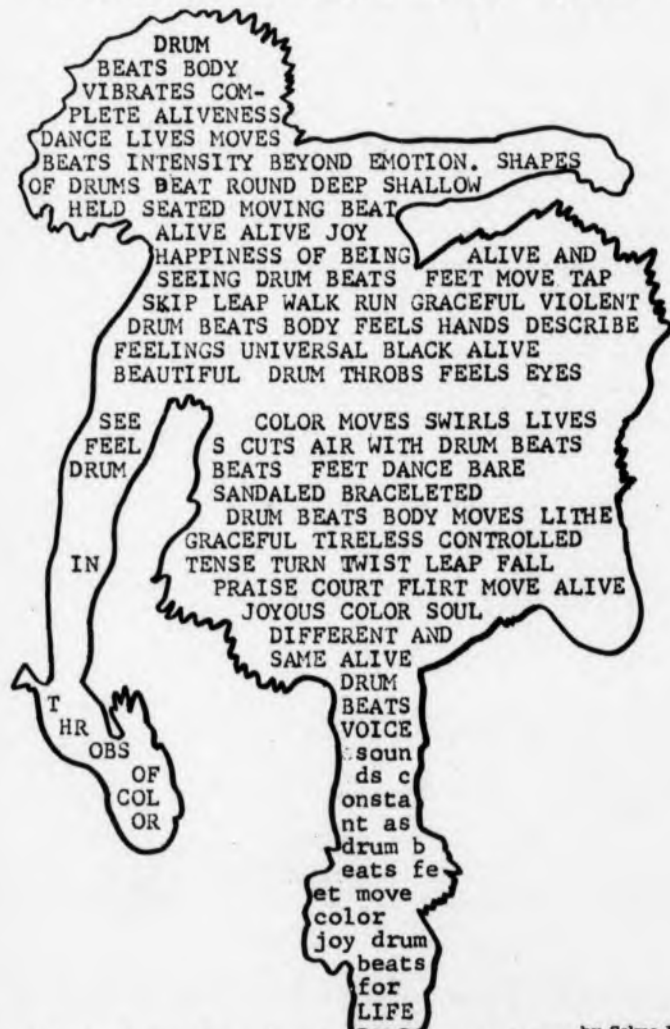 DRUM
BEATS BODY
VIBRATES COM-
PLETE ALIVENESS
DANCE LIVES MOVES
BEATS INTENSITY BEYOND EMOTION. SHAPES
OF DRUMS BEAT ROUND DEEP SHALLOW
HELD SEATED MOVING BEAT
ALIVE ALIVE JOY
HAPPINESS OF BEING ALIVE AND
SEEING DRUM BEATS FEET MOVE TAP
SKIP LEAP WALK RUN GRACEFUL VIOLENT
DRUM BEATS BODY FEELS HANDS DESCRIBE
FEELINGS UNIVERSAL BLACK ALIVE
BEAUTIFUL DRUM THROBS FEELS EYES
SEE COLOR MOVES SWIRLS LIVES
FEEL S CUTS AIR WITH DRUM BEATS
DRUM BEATS FEET DANCE BARE
SANDALED BRACELETED
DRUM BEATS BODY MOVES LITHE
GRACEFUL TIRELESS CONTROLLED
IN TENSE TURN TWIST LEAP FALL
PRAISE COURT FLIRT MOVE ALIVE
JOYOUS COLOR SOUL
DIFFERENT AND
SAME ALIVE
DRUM
T BEATS
HR VOICE
OBS soun
OF ds c
COL onsta
OR nt as
drum b
eats fe
et move
color
joy drum
beats
for
LIFE
by